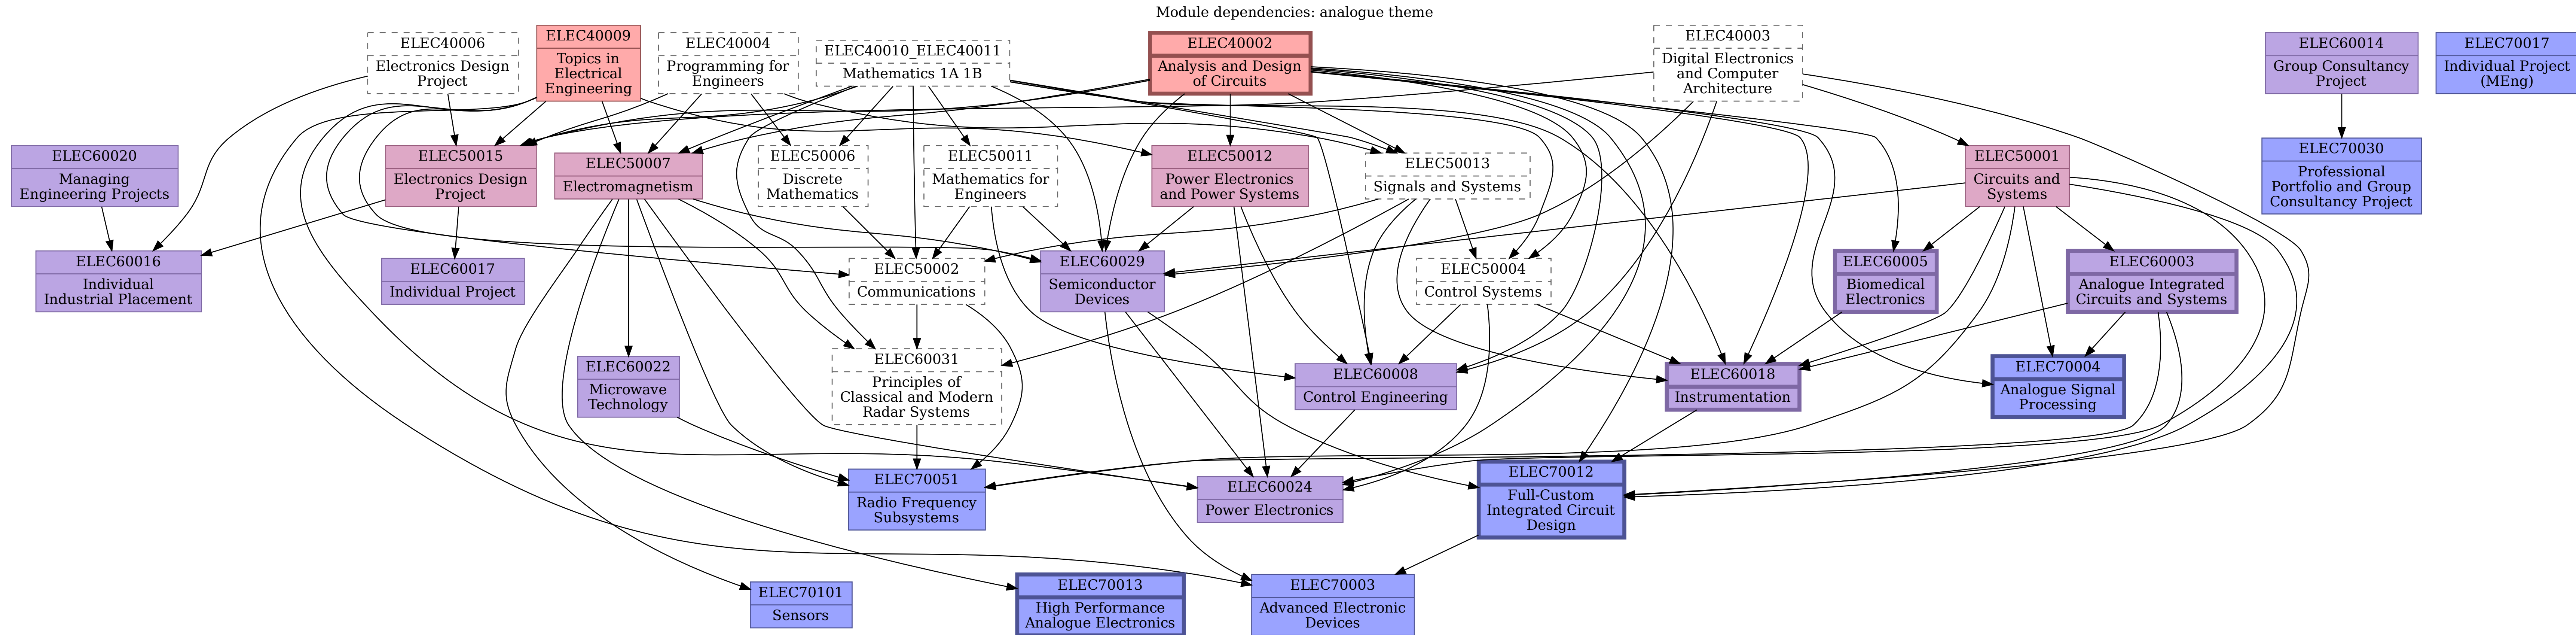 Module dependencies: analogue theme
ELEC40006
Electronics Design
Project
ELEC40009
Topics in
Electrical
Engineering
ELEC40004
Programming for
Engineers
ELEC40010_ELEC40011
Mathematics 1A 1B
ELEC40002
Analysis and Design
of Circuits
ELEC40003
Digital Electronics
and Computer
Architecture
ELEC60014
Group Consultancy
Project
ELEC70017
Individual Project
(MEng)
ELEC60020
Managing
Engineering Projects
ELEC50015
Electronics Design
Project
ELEC50007
Electromagnetism
ELEC50006
Discrete
Mathematics
ELEC50011
Mathematics for
Engineers
ELEC50012
Power Electronics
and Power Systems
ELEC50013
Signals and Systems
ELEC50001
Circuits and
Systems
ELEC70030
Professional
Portfolio and Group
Consultancy Project
ELEC60016
Individual
Industrial Placement
ELEC60017
Individual Project
ELEC50002
Communications
ELEC60029
Semiconductor
Devices
ELEC50004
Control Systems
ELEC60005
Biomedical
Electronics
ELEC60003
Analogue Integrated
Circuits and Systems
ELEC60022
Microwave
Technology
ELEC60031
Principles of
Classical and Modern
Radar Systems
ELEC60008
Control Engineering
ELEC60018
Instrumentation
ELEC70004
Analogue Signal
Processing
ELEC70051
Radio Frequency
Subsystems
ELEC60024
Power Electronics
ELEC70012
Full-Custom
Integrated Circuit
Design
ELEC70101
Sensors
ELEC70013
High Performance
Analogue Electronics
ELEC70003
Advanced Electronic
Devices